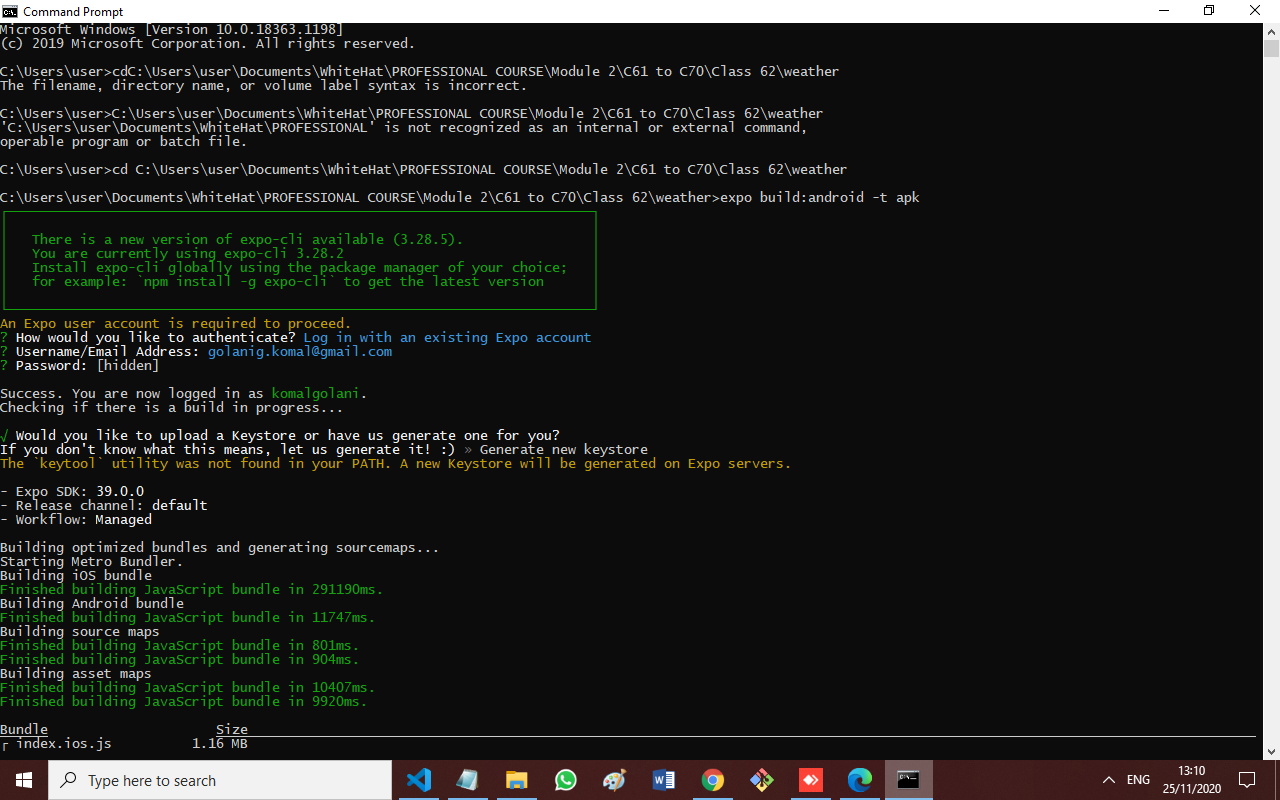 Command Prompt
Microsoft Windows [Version 10.0.18363.1198]
(c) 2019 Microsoft Corporation. All rights reserved.
C:\Users\user>cdC:\Users\user\Documents\WhiteHat\PROFESSIONAL COURSE\Module 2\C61 to C70\Class 62\weather
The filename, directory name, or volume label syntax is incorrect.
C:\Users\user>C:\Users\user\Documents\WhiteHat\PROFESSIONAL COURSE\Module 2\C61 to C70\Class 62\weather
'C:\Users\user\Documents\WhiteHat\PROFESSIONAL' is not recognized as an internal or external command,
operable program or batch file.
C:\Users\user>cd C:\Users\user\Documents\WhiteHat\PROFESSIONAL COURSE\Module 2\C61 to C70\Class 62\weather
C:\Users\user\Documents\WhiteHat\PROFESSIONAL COURSE\Module 2\C61 to C70\Class 62\weather>expo build:android -t apk
There is a new version of expo-cli available (3.28.5).
You are currently using expo-cli 3.28.2
Install expo-cli globally using the package manager of your choice;
for example: `npm install -g expo-cli` to get the latest version
An Expo user account is required to proceed.
? How would you like to authenticate? Log in with an existing Expo account
? Username/Email Address: golanig.komal@gmail.com
? Password: [hidden]
Success. You are now logged in as komalgolani.
Checking if there is a build in progress...
√ Would you like to upload a Keystore or have us generate one for you?
If you don't know what this means, let us generate it! :) » Generate new keystore
The `keytool` utility was not found in your PATH. A new Keystore will be generated on Expo servers.
- Expo SDK: 39.0.0
- Release channel: default
- Workflow: Managed
Building optimized bundles and generating sourcemaps...
Starting Metro Bundler.
Building iOS bundle
Finished building JavaScript bundle in 291190ms.
Building Android bundle
Finished building JavaScript bundle in 11747ms.
Building source maps
Finished building JavaScript bundle in 801ms.
Finished building JavaScript bundle in 904ms.
Building asset maps
Finished building JavaScript bundle in 10407ms.
Finished building JavaScript bundle in 9920ms.
Bundle Size
┌ index.ios.js 1.16 MB
Type here to search
ENG
13:10
25/11/2020